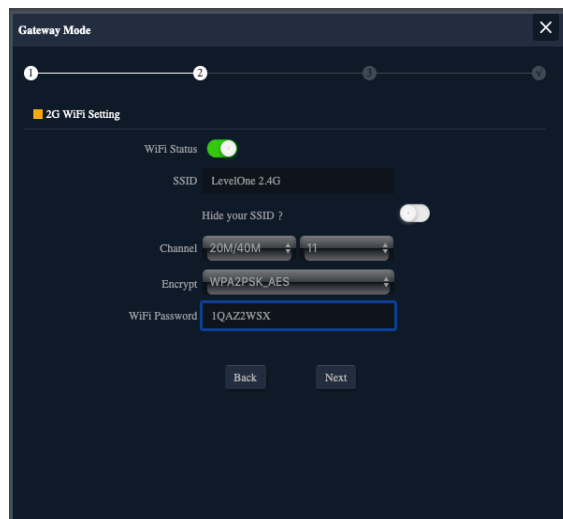 Gateway Mode
1 2 3 √
2G WiFi Setting
WiFi Status
SSID LevelOne 2.4G
Hide your SSID ?
Channel 20M/40M 11
Encrypt WPA2PSK_AES
WiFi Password 1QAZ2WSX
Back Next